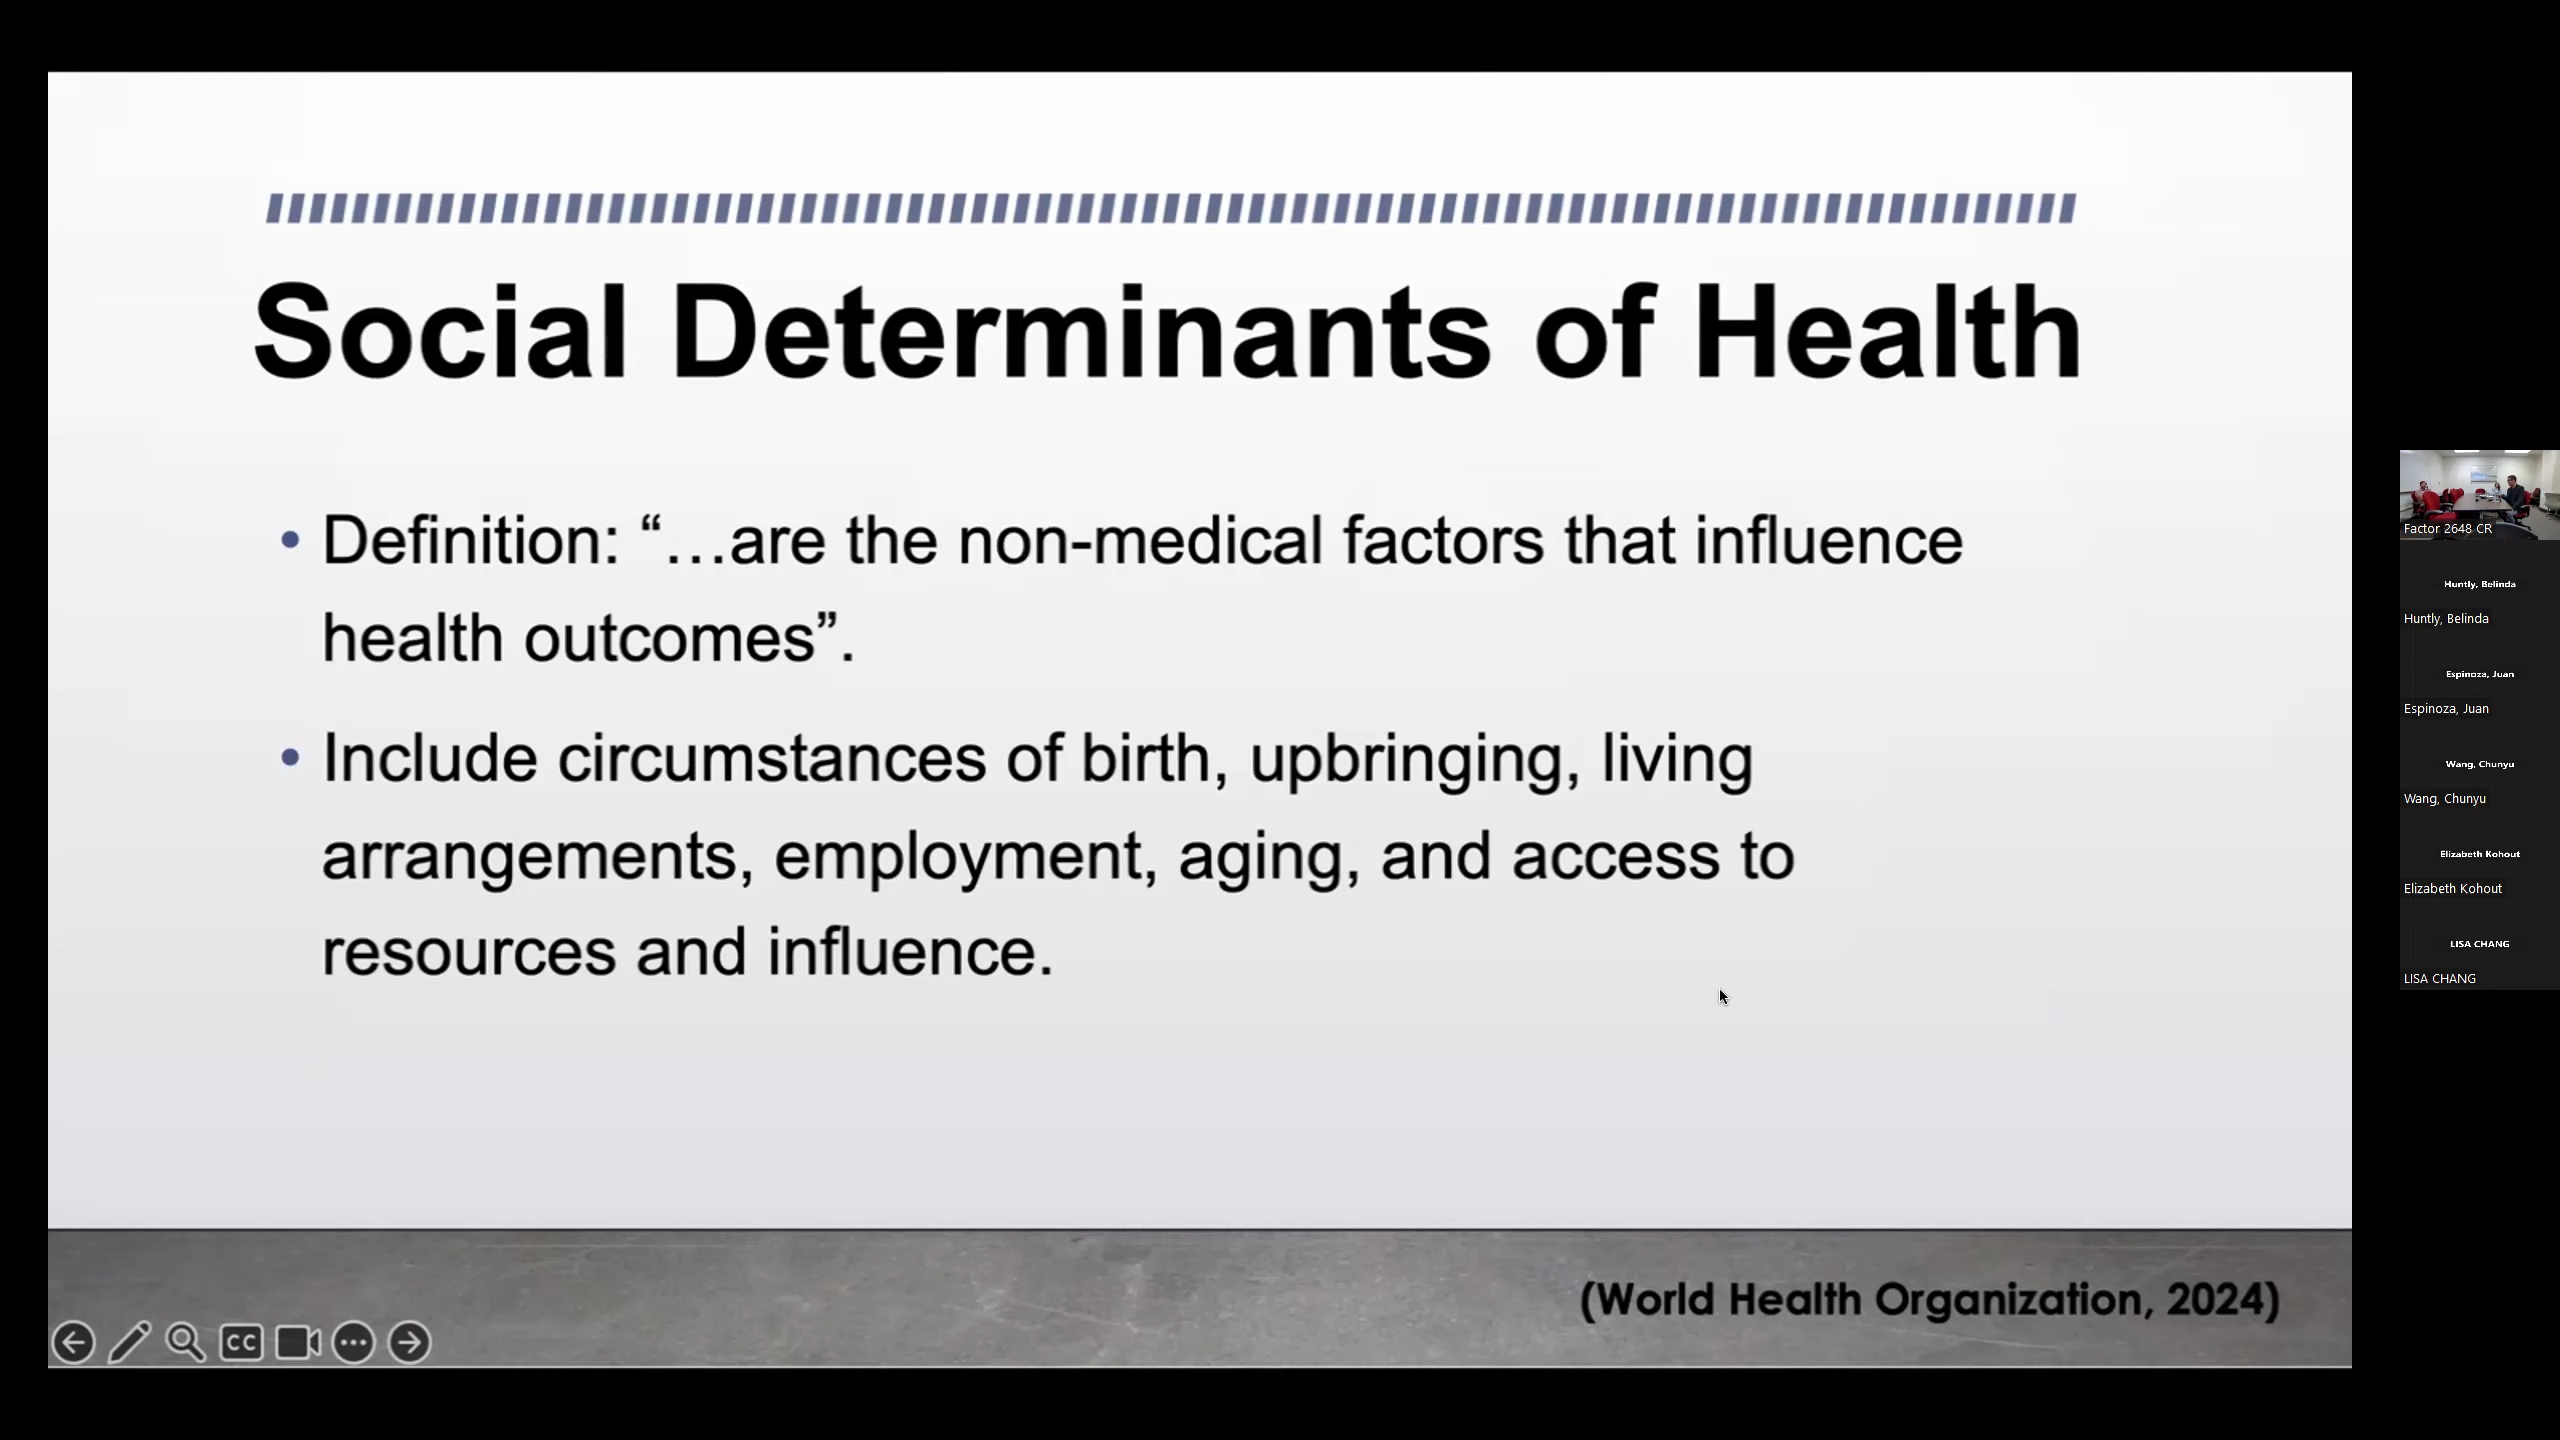 Social Determinants of Health
• Definition: “…are the non-medical factors that influence
health outcomes”.
• Include circumstances of birth, upbringing, living
arrangements, employment, aging, and access to
resources and influence.
(World Health Organization, 2024)
CC
Factor 2648 CR
Huntly, Belinda
Huntly, Belinda
Espinoza, Juan
Espinoza, Juan
Wang, Chunyu
Wang, Chunyu
Elizabeth Kohout
Elizabeth Kohout
LISA CHANG
LISA CHANG